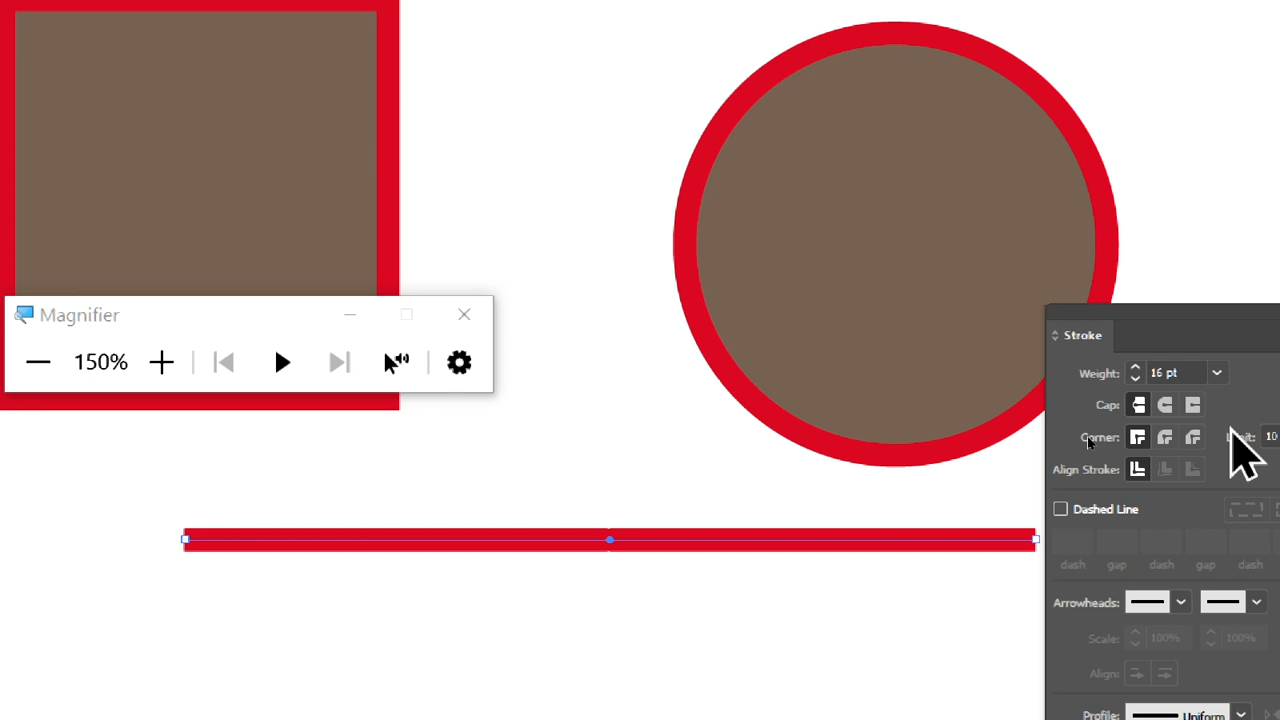 Magnifier
150%
Stroke
Weight: 16 pt
Cap:
Corner: Limit: 10
Align Stroke:
Dashed Line
dash gap dash gap dash
Arrowheads:
Scale: 100% 100%
Align:
Profile: Uniform